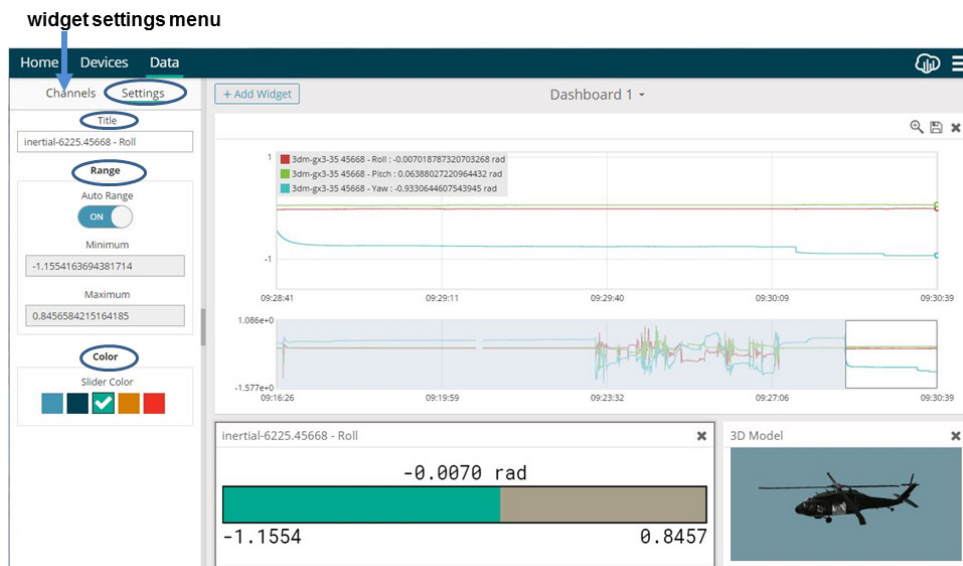 widget settings menu
Home Devices Data
Channels Settings
+ Add Widget
Dashboard 1
Title
inertial-6225.45668 - Roll
Range
Auto Range
ON
Minimum
-1.1554163694381714
Maximum
0.8456584215164185
Color
Slider Color
1
3dm-gx3-35 45668 - Roll : -0.007018787320703268 rad
3dm-gx3-35 45668 - Pitch : 0.06388027220964432 rad
3dm-gx3-35 45668 - Yaw : -0.9330644607543945 rad
-1
09:28:41 09:29:11 09:29:40 09:30:09 09:30:39
1.086e+0
-1.577e+0
09:16:26 09:19:59 09:23:32 09:27:06 09:30:39
inertial-6225.45668 - Roll
-0.0070 rad
-1.1554 0.8457
3D Model